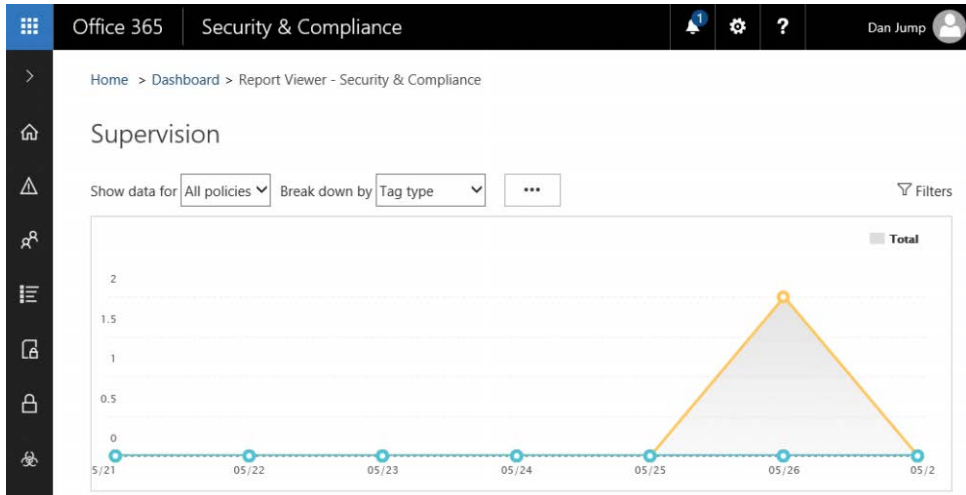 Office 365 Security & Compliance 1 ? Dan Jump
Home > Dashboard > Report Viewer - Security & Compliance
Supervision
Show data for All policies Break down by Tag type ••• Filters
Total
2
1.5
1
0.5
0
5/21 05/22 05/23 05/24 05/25 05/26 05/2